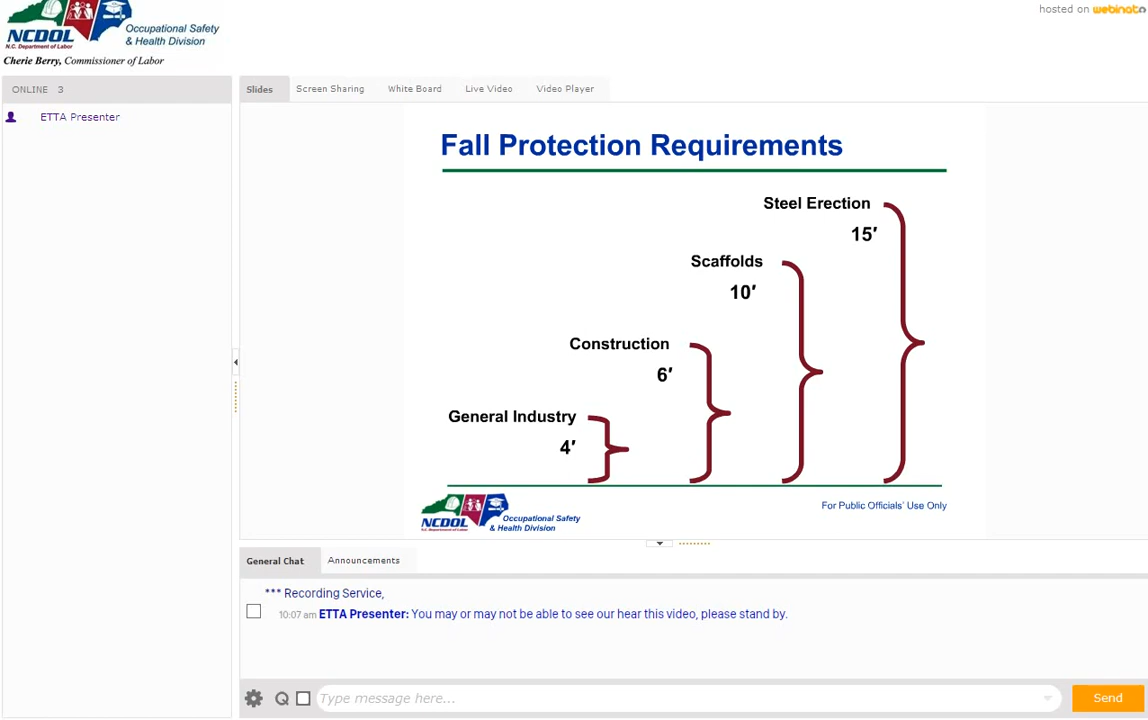 hosted on webinato
NCDOL
N.C. Department of Labor
Occupational Safety
& Health Division
Cherie Berry, Commissioner of Labor
ONLINE 3
ETTA Presenter
Slides Screen Sharing White Board Live Video Video Player
Fall Protection Requirements
Steel Erection
15′
Scaffolds
10′
Construction
6′
General Industry
4′
NCDOL
N.C. Department of Labor
Occupational Safety
& Health Division
For Public Officials' Use Only
General Chat Announcements
*** Recording Service,
10:07 am ETTA Presenter: You may or may not be able to see our hear this video, please stand by.
Q Type message here... Send